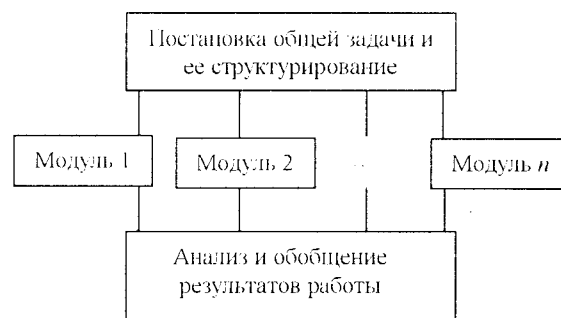 Постановка общей задачи и
ее структурирование
Модуль 1
Модуль 2
...
Модуль n
Анализ и обобщение
результатов работы